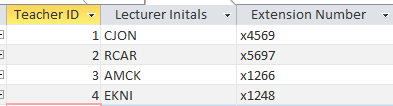 Teacher ID Lecturer Initals Extension Number
1 CJON x4569
2 RCAR x5697
3 AMCK x1266
4 EKNI x1248